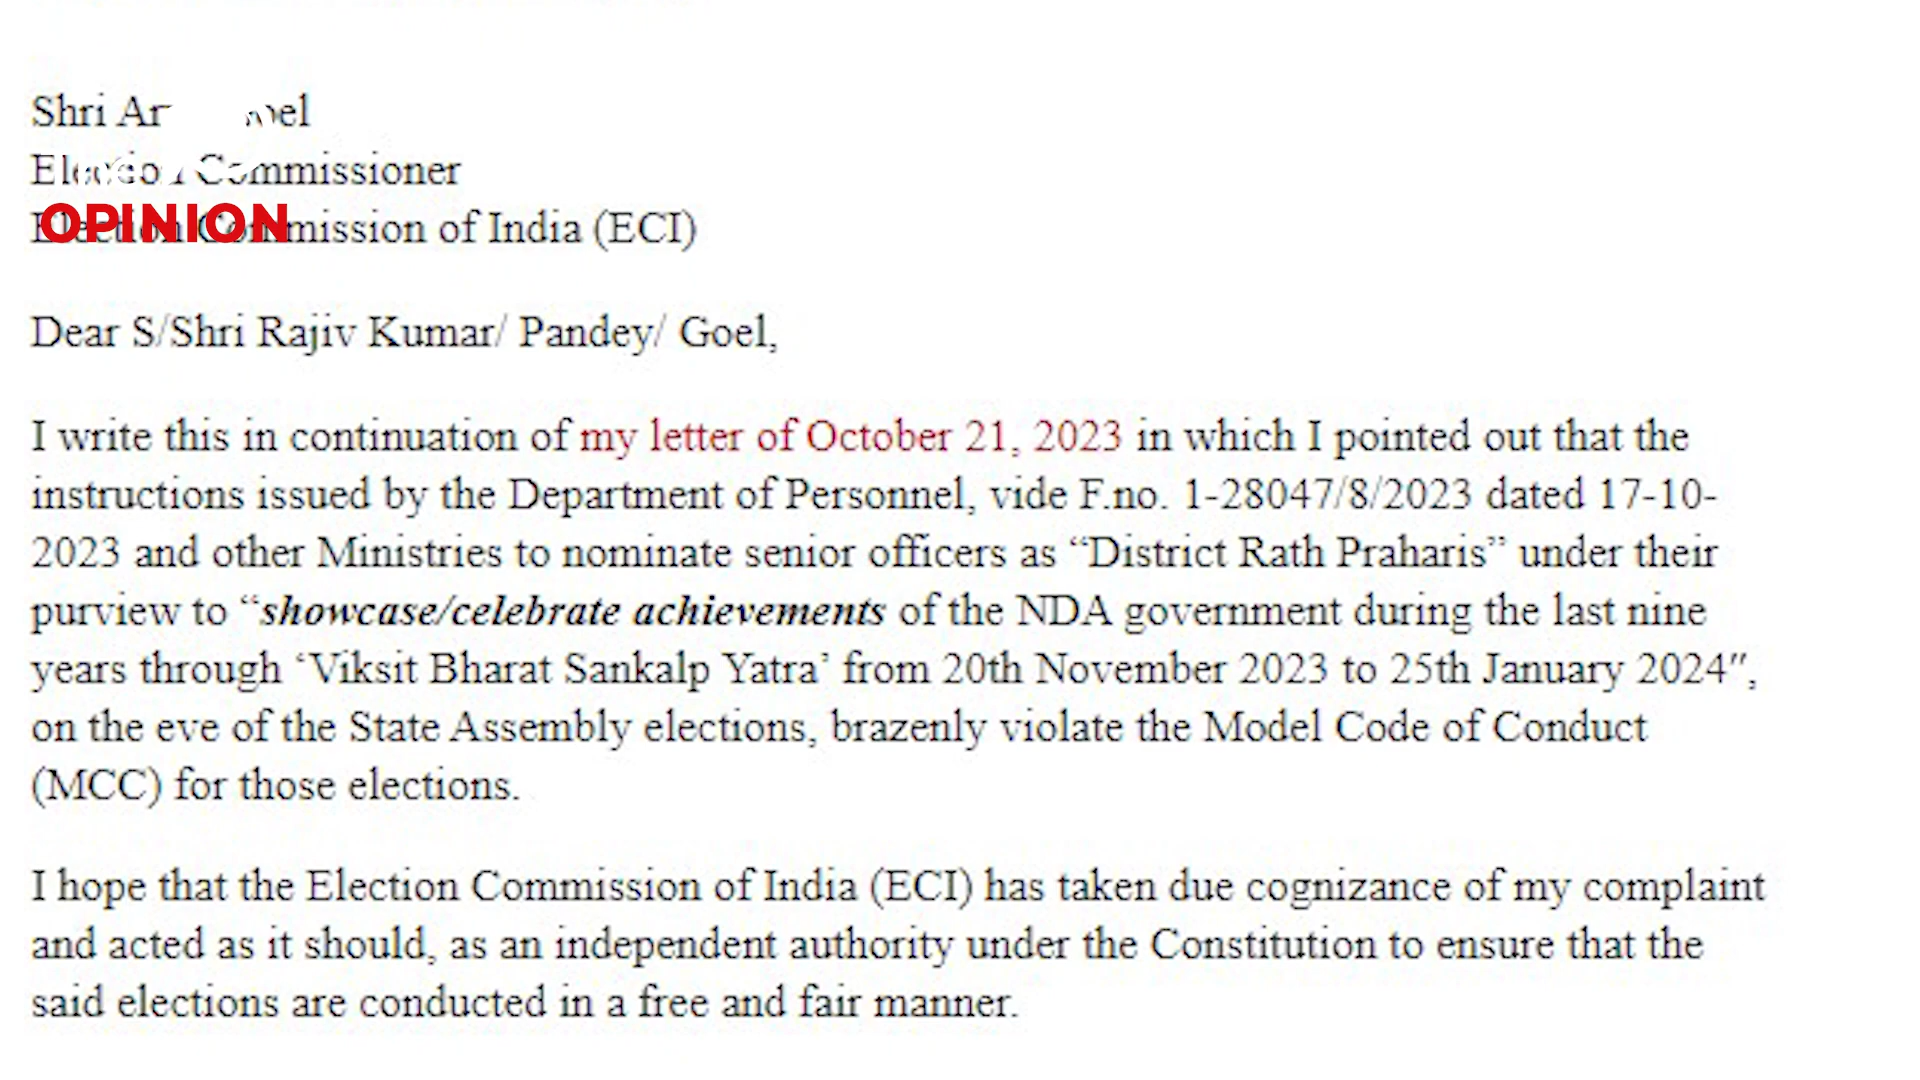 Shri
Election Commissioner
OPINION
Election Commission of India (ECI)
Dear S/Shri Rajiv Kumar/ Pandey/ Goel,
I write this in continuation of my letter of October 21, 2023 in which I pointed out that the
instructions issued by the Department of Personnel, vide F.no. 1-28047/8/2023 dated 17-10-
2023 and other Ministries to nominate senior officers as “District Rath Praharis” under their
purview to “showcase/celebrate achievements of the NDA government during the last nine
years through ‘Viksit Bharat Sankalp Yatra’ from 20th November 2023 to 25th January 2024″,
on the eve of the State Assembly elections, brazenly violate the Model Code of Conduct
(MCC) for those elections.
I hope that the Election Commission of India (ECI) has taken due cognizance of my complaint
and acted as it should, as an independent authority under the Constitution to ensure that the
said elections are conducted in a free and fair manner.